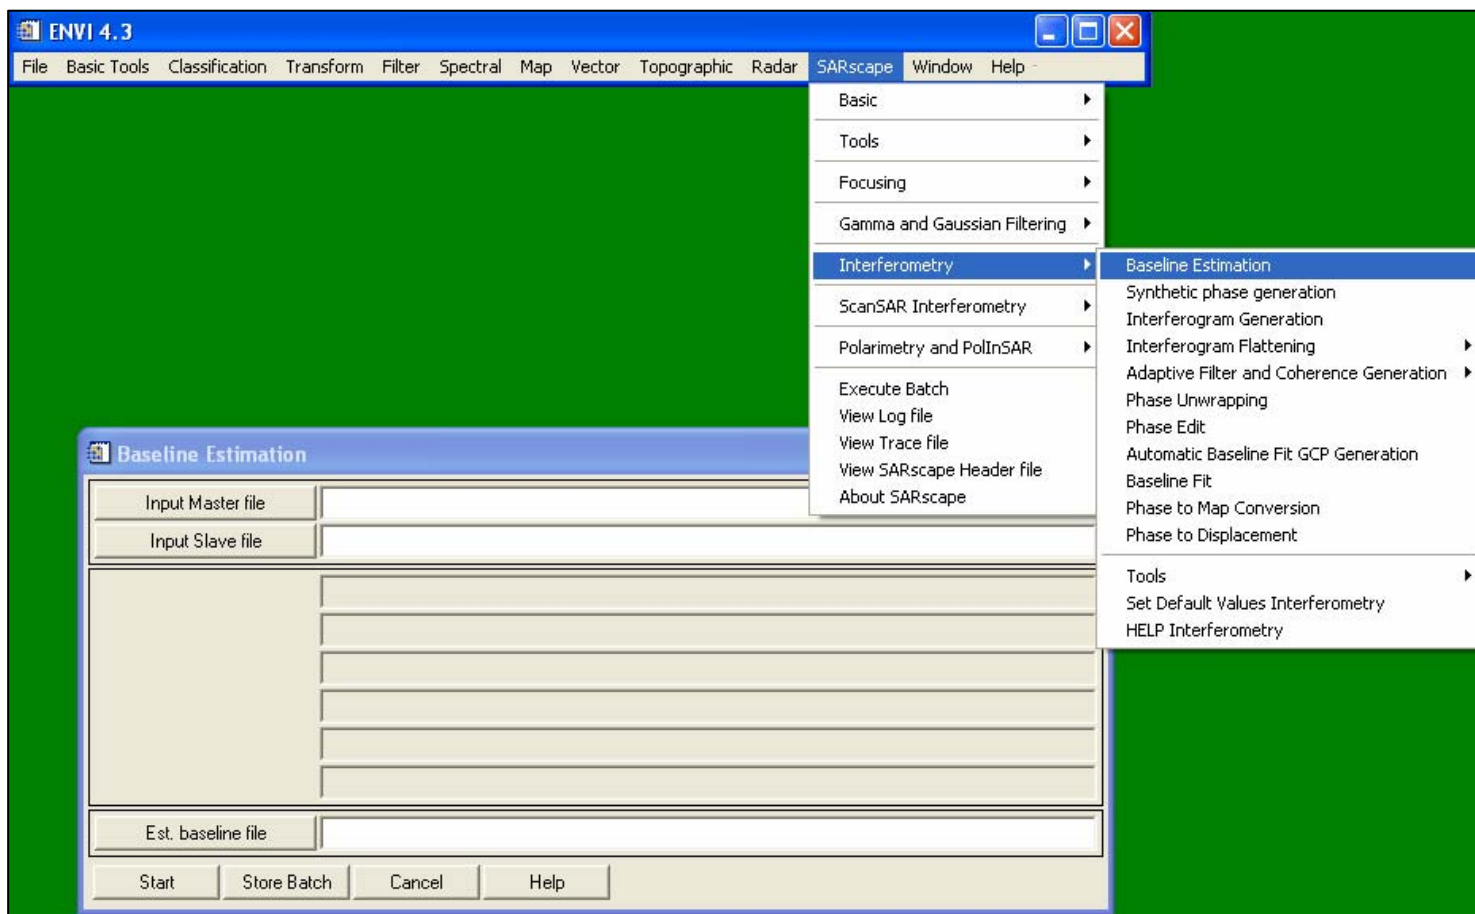 ENVI 4.3
File Basic Tools Classification Transform Filter Spectral Map Vector Topographic Radar SARscape Window Help
Basic
Tools
Focusing
Gamma and Gaussian Filtering
Interferometry
ScanSAR Interferometry
Polarimetry and PolInSAR
Execute Batch
View Log file
View Trace file
View SARscape Header file
About SARscape
Baseline Estimation
Synthetic phase generation
Interferogram Generation
Interferogram Flattening
Adaptive Filter and Coherence Generation
Phase Unwrapping
Phase Edit
Automatic Baseline Fit GCP Generation
Baseline Fit
Phase to Map Conversion
Phase to Displacement
Tools
Set Default Values Interferometry
HELP Interferometry
Baseline Estimation
Input Master file
Input Slave file
Est. baseline file
Start Store Batch Cancel Help